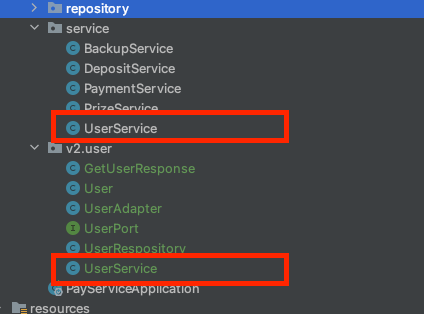 repository
service
BackupService
DepositService
PaymentService
PrizeService
UserService
v2.user
GetUserResponse
User
UserAdapter
UserPort
UserRespository
UserService
PayServiceApplication
resources